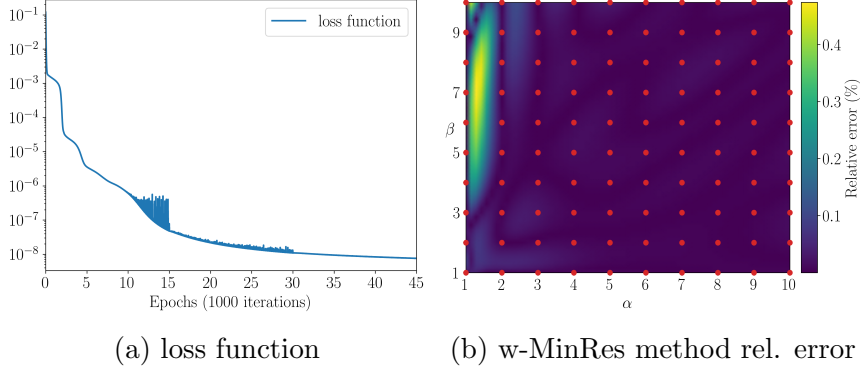 10⁻¹
10⁻²
10⁻³
10⁻⁴
10⁻⁵
10⁻⁶
10⁻⁷
10⁻⁸
0 5 10 15 20 25 30 35 40 45
Epochs (1000 iterations)
loss function
(a) loss function
9
7
β
5
3
1
1 2 3 4 5 6 7 8 9 10
α
0.4
0.3
0.2
0.1
Relative error (%)
(b) w-MinRes method rel. error